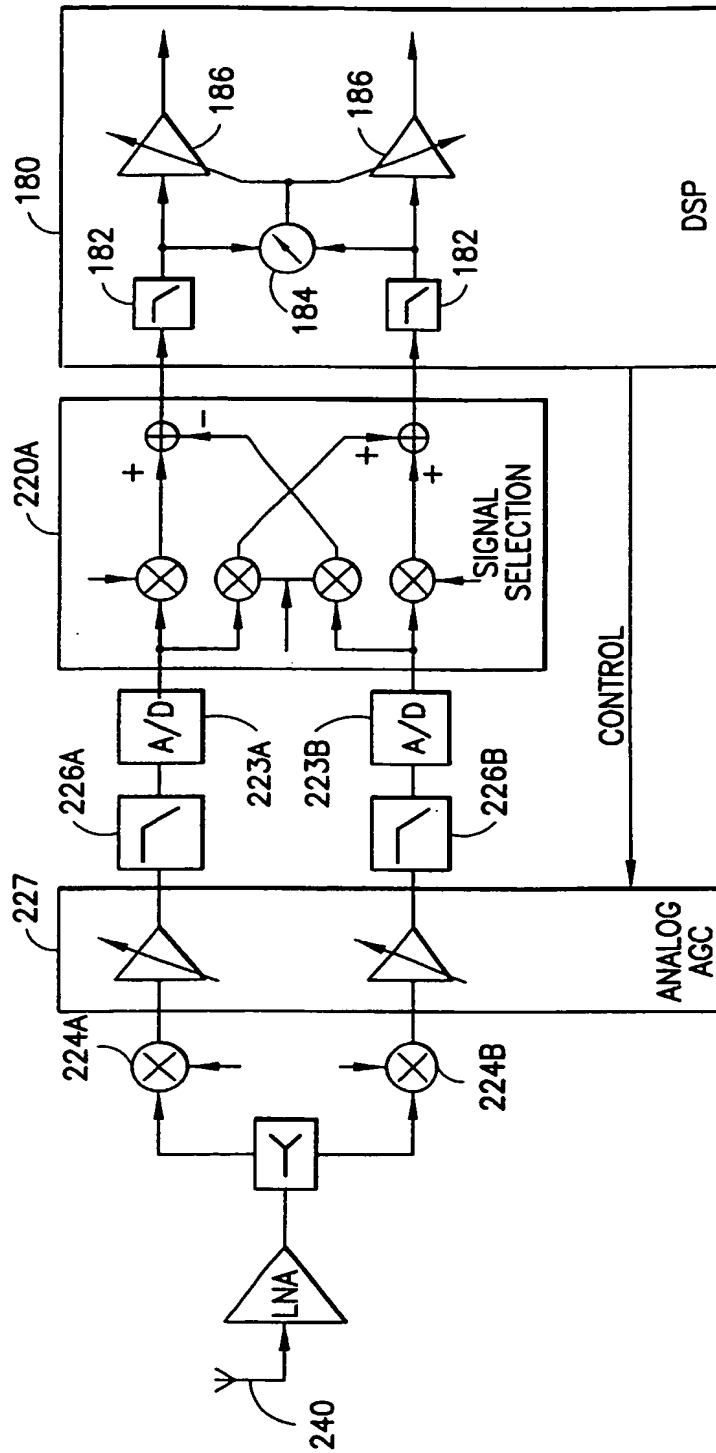 240
LNA
224A
224B
227
ANALOG
AGC
226A
226B
A/D
223A
223B
A/D
220A
+
−
+
+
SIGNAL
SELECTION
CONTROL
180
182
184
182
186
186
DSP